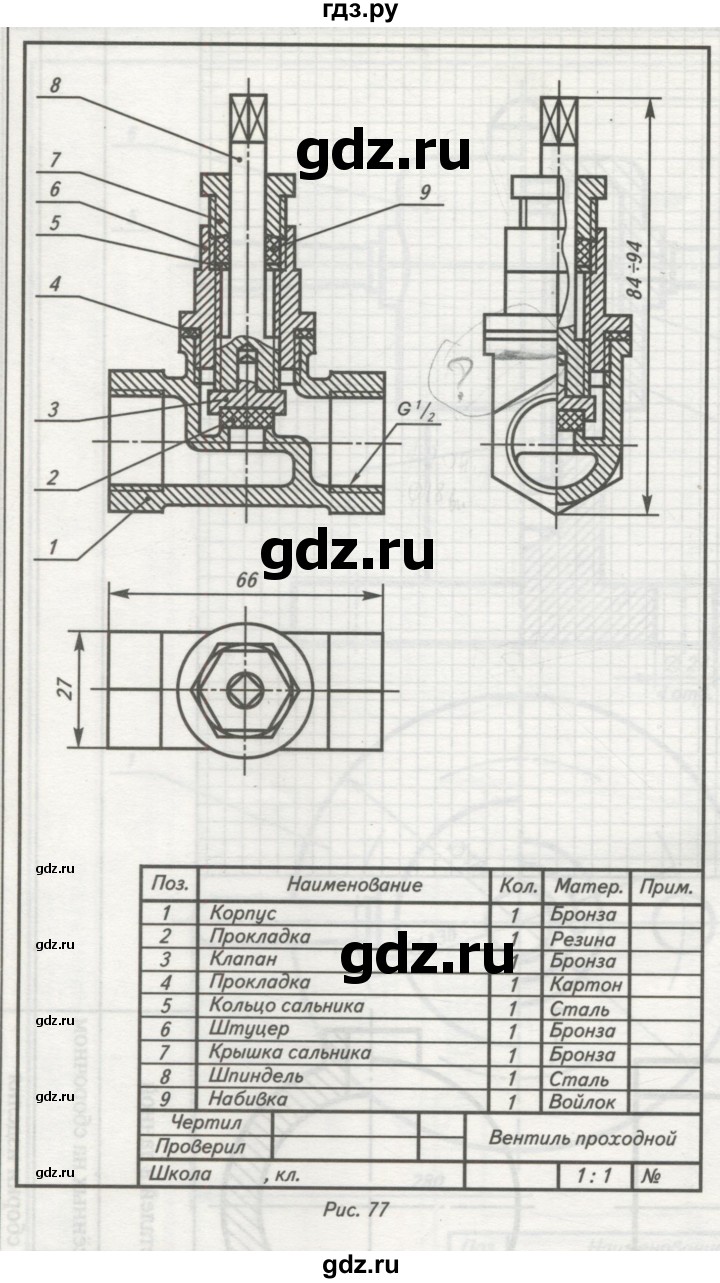 гдз.ру
8
7
6
5
4
3
2
1
9
G 1/2
84÷94
?
66
27
gdz.ru
gdz.ru
gdz.ru
gdz.ru
gdz.ru
gdz.ru
gdz.ru
gdz.ru
Поз. Наименование Кол. Матер. Прим.
1 Корпус 1 Бронза
2 Прокладка 1 Резина
3 Клапан 1 Бронза
4 Прокладка 1 Картон
5 Кольцо сальника 1 Сталь
6 Штуцер 1 Бронза
7 Крышка сальника 1 Бронза
8 Шпиндель 1 Сталь
9 Набивка 1 Войлок
Чертил
Проверил
Вентиль проходной
Школа , кл. 1 : 1 №
Рис. 77
gdz.ru